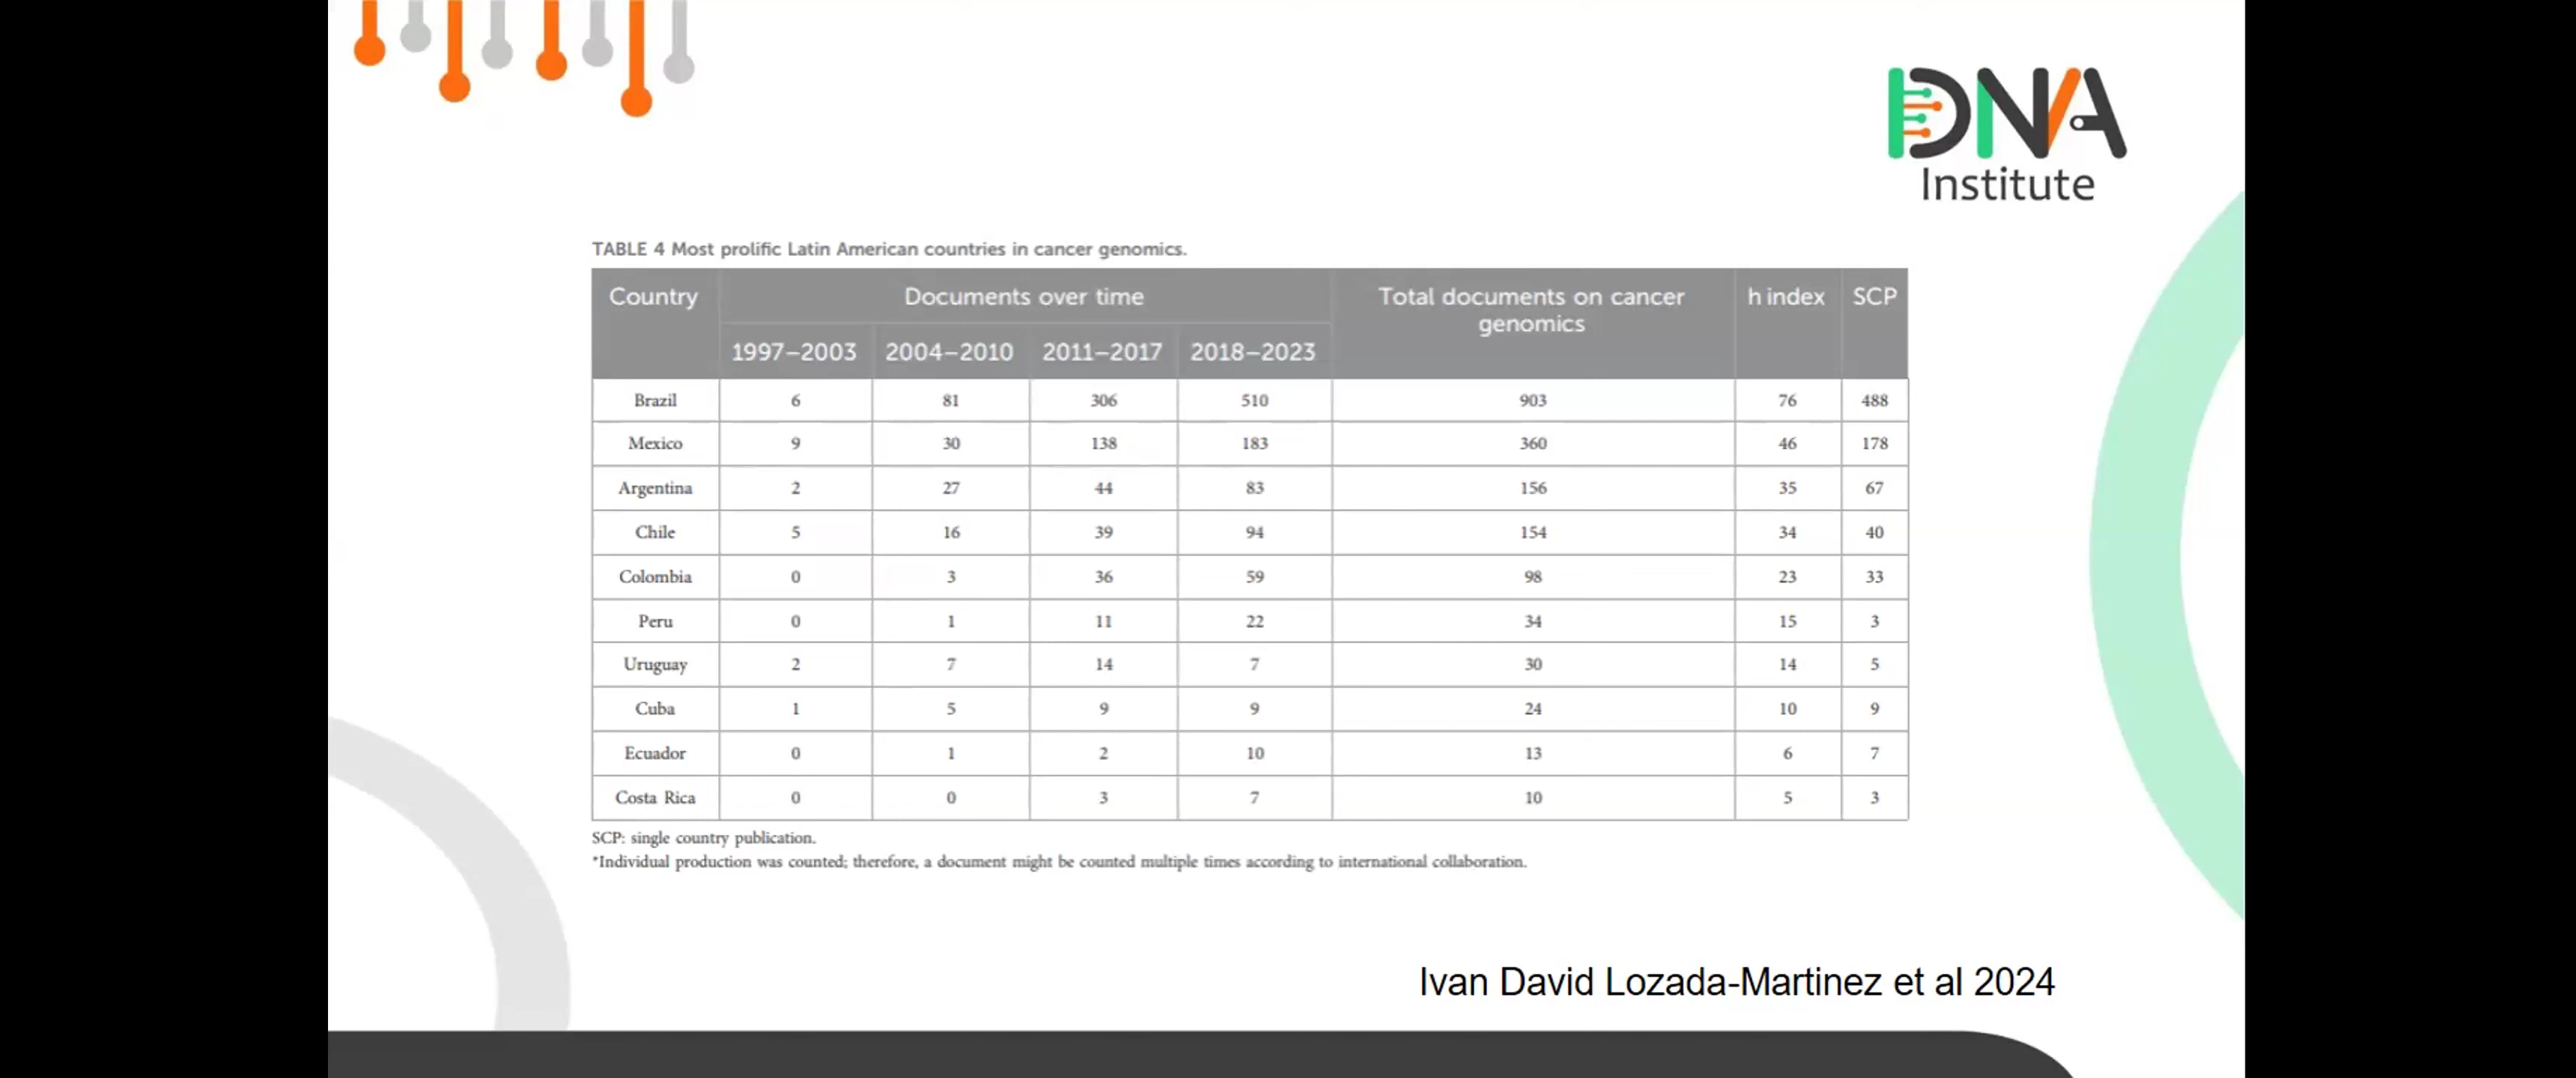 DNA
Institute
TABLE 4 Most prolific Latin American countries in cancer genomics.
Country Documents over time Total documents on cancer genomics h index SCP
1997–2003 2004–2010 2011–2017 2018–2023
Brazil 6 81 306 510 903 76 488
Mexico 9 30 138 183 360 46 178
Argentina 2 27 44 83 156 35 67
Chile 5 16 39 94 154 34 40
Colombia 0 3 36 59 98 23 33
Peru 0 1 11 22 34 15 3
Uruguay 2 7 14 7 30 14 5
Cuba 1 5 9 9 24 10 9
Ecuador 0 1 2 10 13 6 7
Costa Rica 0 0 3 7 10 5 3
SCP: single country publication.
*Individual production was counted; therefore, a document might be counted multiple times according to international collaboration.
Ivan David Lozada-Martinez et al 2024